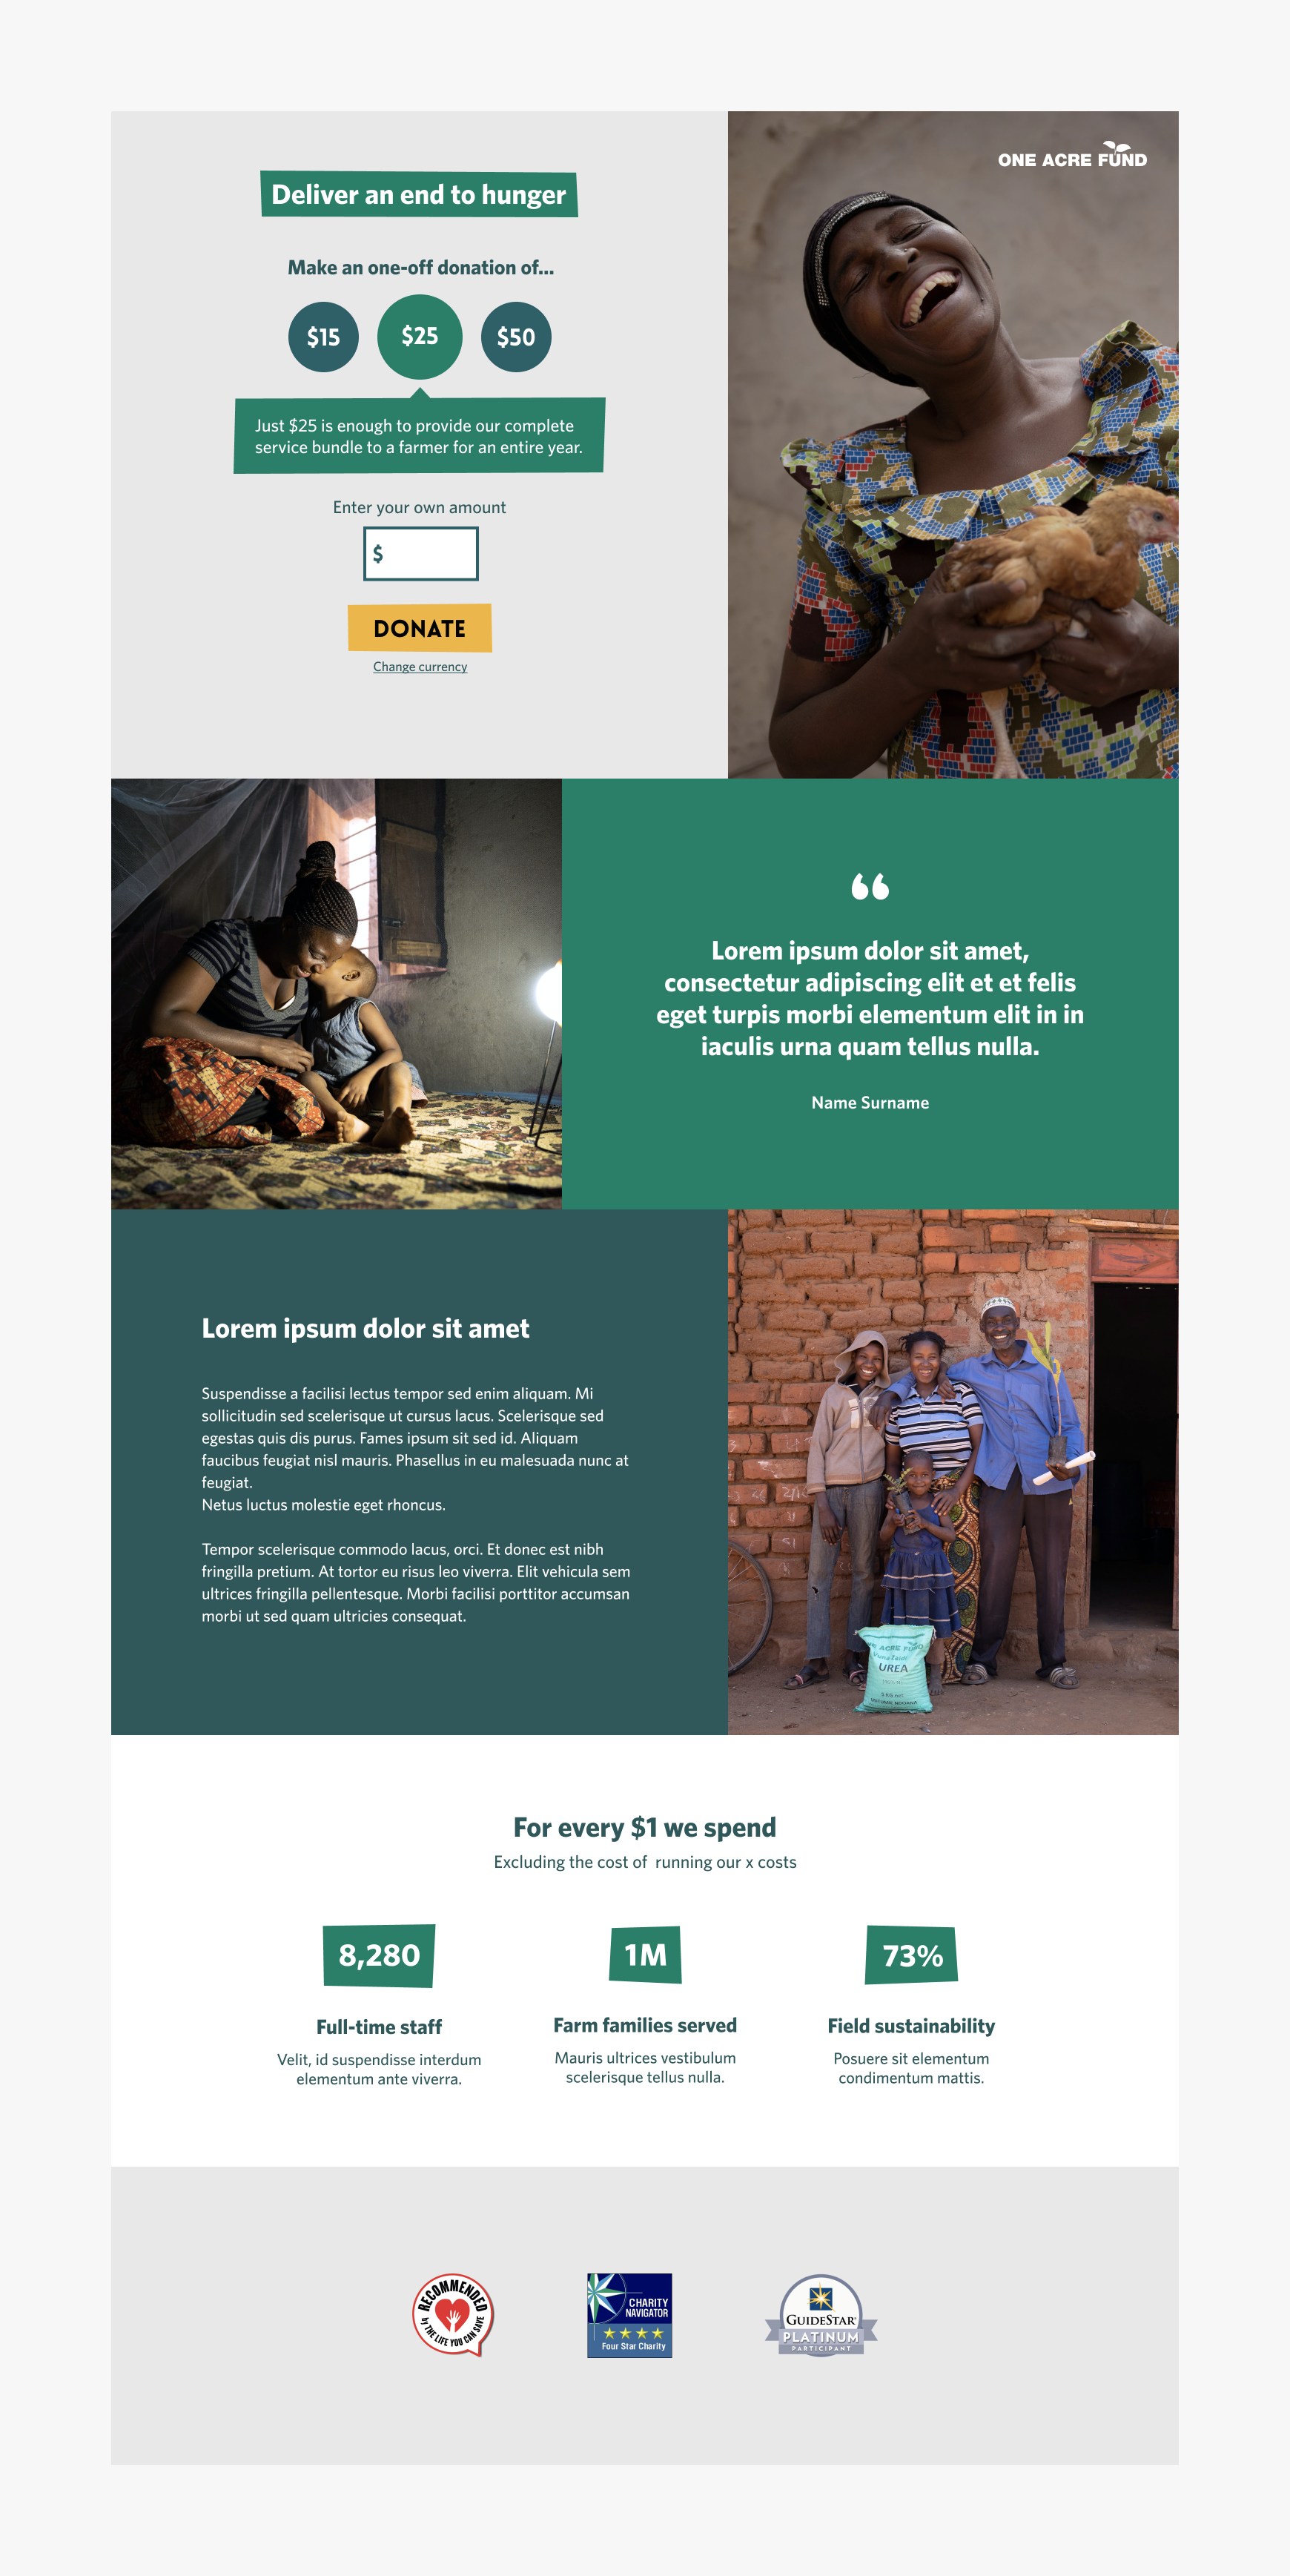 Deliver an end to hunger
ONE ACRE FUND
Make an one-off donation of...
$15
$25
$50
Just $25 is enough to provide our complete
service bundle to a farmer for an entire year.
Enter your own amount
$
DONATE
Change currency
“
Lorem ipsum dolor sit amet,
consectetur adipiscing elit et et felis
eget turpis morbi elementum elit in in
iaculis urna quam tellus nulla.
Name Surname
Lorem ipsum dolor sit amet
Suspendisse a facilisi lectus tempor sed enim aliquam. Mi
sollicitudin sed scelerisque ut cursus lacus. Scelerisque sed
egestas quis dis purus. Fames ipsum sit sed id. Aliquam
faucibus feugiat nisl mauris. Phasellus in eu malesuada nunc at
feugiat.
Netus luctus molestie eget rhoncus.
Tempor scelerisque commodo lacus, orci. Et donec est nibh
fringilla pretium. At tortor eu risus leo viverra. Elit vehicula sem
ultrices fringilla pellentesque. Morbi facilisi porttitor accumsan
morbi ut sed quam ultricies consequat.
ACRE FUND
UREA
For every $1 we spend
Excluding the cost of running our x costs
8,280
Full-time staff
Velit, id suspendisse interdum
elementum ante viverra.
1M
Farm families served
Mauris ultrices vestibulum
scelerisque tellus nulla.
73%
Field sustainability
Posuere sit elementum
condimentum mattis.
RECOMMENDED
by THE LIFE YOU CAN SAVE
CHARITY
NAVIGATOR
Four Star Charity
GUIDESTAR
PLATINUM
PARTICIPANT